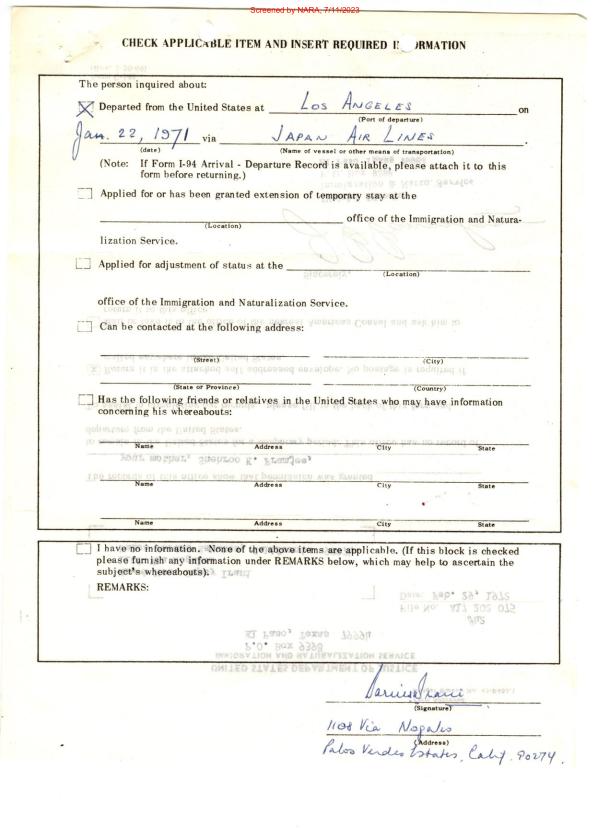 Screened by NARA, 7/11/2023
CHECK APPLICABLE ITEM AND INSERT REQUIRED INFORMATION
The person inquired about:
Departed from the United States at LOS ANGELES on
(Port of departure)
Jan. 22, 1971 via JAPAN AIR LINES.
(date) (Name of vessel or other means of transportation)
(Note: If Form I-94 Arrival - Departure Record is available, please attach it to this
form before returning.)
Applied for or has been granted extension of temporary stay at the
office of the Immigration and Natura-
(Location)
lization Service.
Applied for adjustment of status at the
(Location)
office of the Immigration and Naturalization Service.
Can be contacted at the following address:
(Street) (City)
(State or Province) (Country)
Has the following friends or relatives in the United States who may have information
concerning his whereabouts:
Name Address City State
Name Address City State
Name Address City State
I have no information. None of the above items are applicable. (If this block is checked
please furnish any information under REMARKS below, which may help to ascertain the
subject's whereabouts).
REMARKS:
(Signature)
1108 Via Nogales
(Address)
Palos Verdes Estates, Calif. 90274.